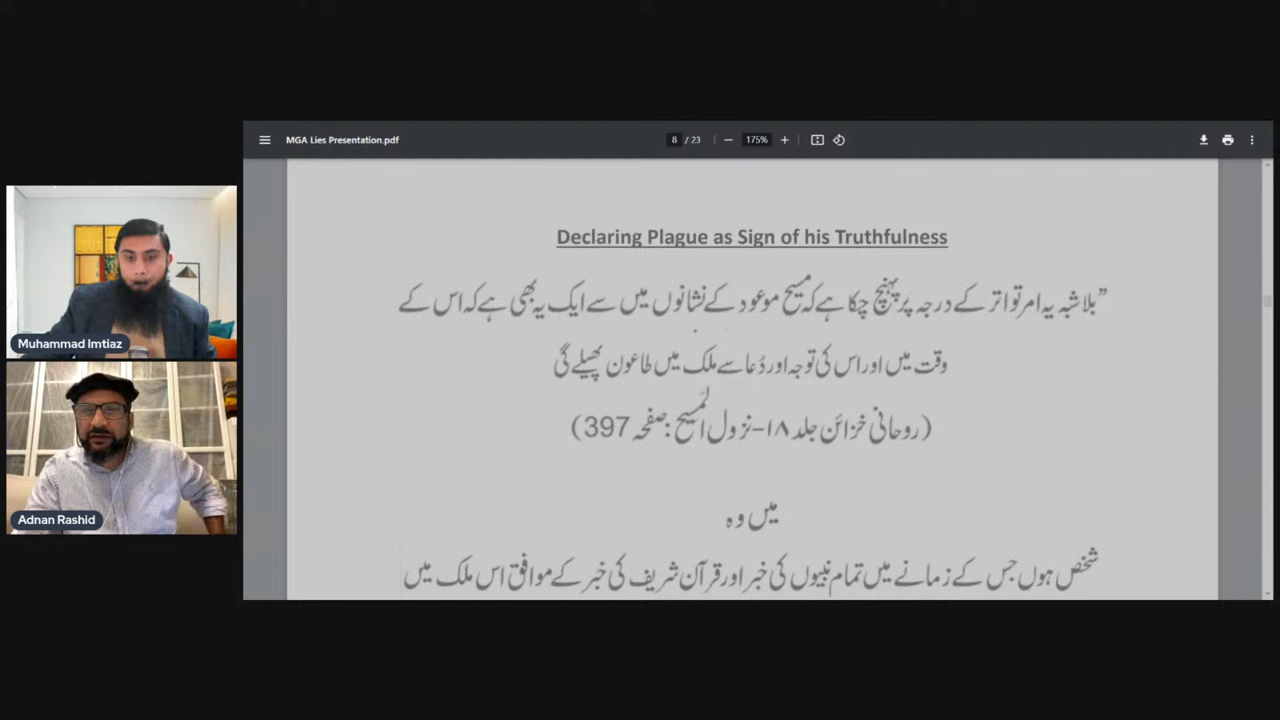 MGA Lies Presentation.pdf
8 / 23
175%
Declaring Plague as Sign of his Truthfulness
”بلاشبہ یہ امر تواتر کے درجہ پر پہنچ چکا ہے کہ مسیح موعود کے نشانوں میں سے ایک یہ بھی ہے کہ اس کے
وقت میں اور اس کی توجہ اور دُعا سے ملک میں طاعون پھیلے گی
(روحانی خزائن جلد ۱۸- نزول المسیح: صفحہ 397)
میں وہ
شخص ہوں جس کے زمانے میں تمام نبیوں کی خبر اور قرآن شریف کی خبر کے موافق اس ملک میں
Muhammad Imtiaz
Adnan Rashid